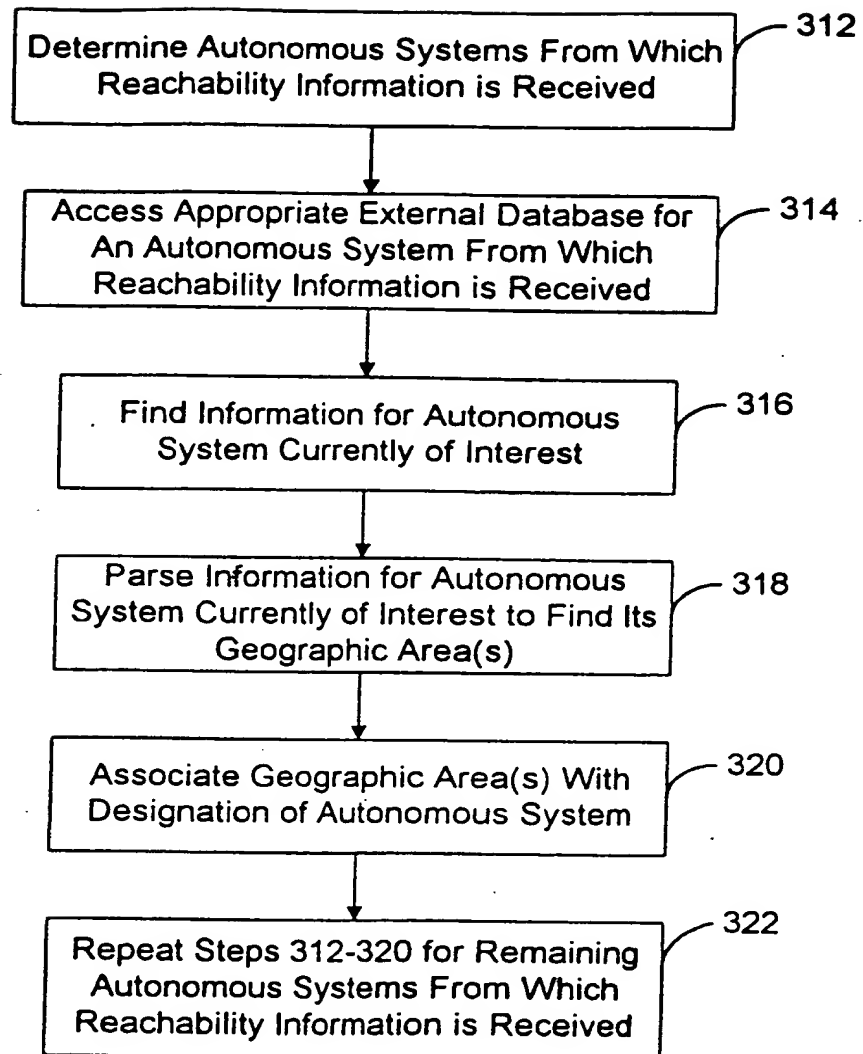 Determine Autonomous Systems From Which
Reachability Information is Received
312
Access Appropriate External Database for
An Autonomous System From Which
Reachability Information is Received
314
Find Information for Autonomous
System Currently of Interest
316
Parse Information for Autonomous
System Currently of Interest to Find Its
Geographic Area(s)
318
Associate Geographic Area(s) With
Designation of Autonomous System
320
Repeat Steps 312-320 for Remaining
Autonomous Systems From Which
Reachability Information is Received
322